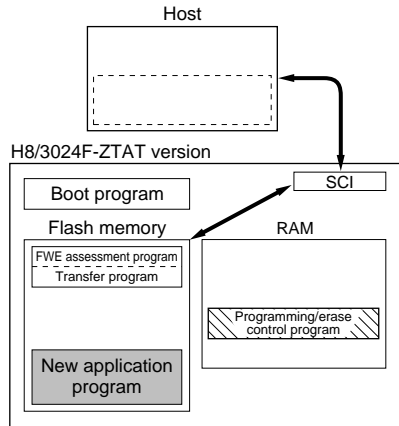 Host
H8/3024F-ZTAT version
SCI
Boot program
Flash memory
RAM
FWE assessment program
Transfer program
Programming/erase
control program
New application
program